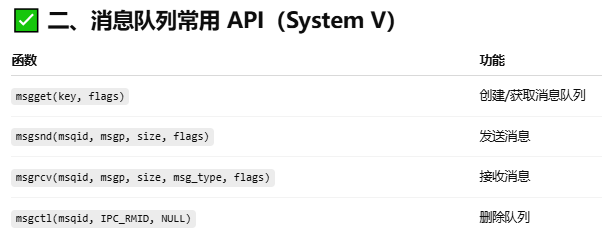 ✅ 二、消息队列常用 API（System V）
函数 功能
msgget(key, flags) 创建/获取消息队列
msgsnd(msqid, msgp, size, flags) 发送消息
msgrcv(msqid, msgp, size, msg_type, flags) 接收消息
msgctl(msqid, IPC_RMID, NULL) 删除队列